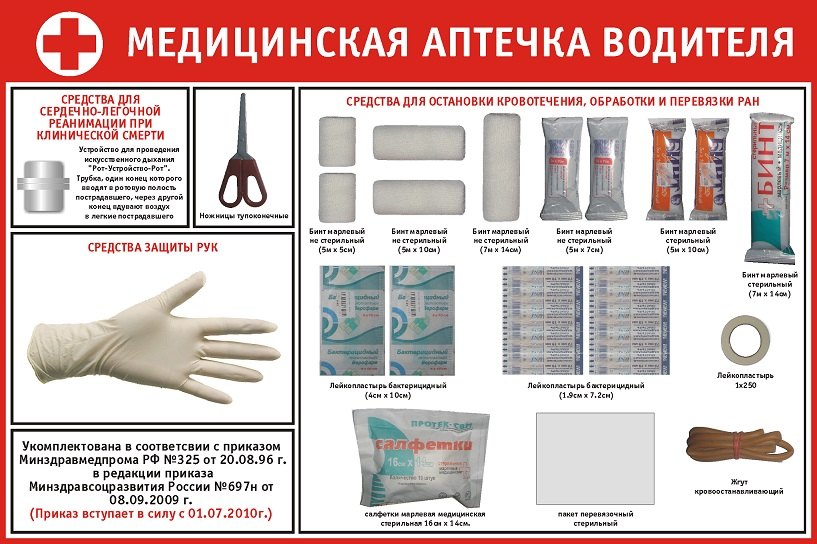 МЕДИЦИНСКАЯ АПТЕЧКА ВОДИТЕЛЯ
СРЕДСТВА ДЛЯ
СЕРДЕЧНО-ЛЕГОЧНОЙ
РЕАНИМАЦИИ ПРИ
КЛИНИЧЕСКОЙ СМЕРТИ
Устройство для проведения
искусственного дыхания
"Рот-Устройство-Рот".
Трубка, один конец которого
вводят в ротовую полость
пострадавшего, через другой
конец вдувают воздух
в легкие пострадавшего
Ножницы тупоконечные
СРЕДСТВА ЗАЩИТЫ РУК
Укомплектована в соответсвии с приказом
Минздравмедпрома РФ №325 от 20.08.96 г.
в редакции приказа
Минздравсоцразвития России №697н от
08.09.2009 г.
(Приказ вступает в силу с 01.07.2010г.)
СРЕДСТВА ДЛЯ ОСТАНОВКИ КРОВОТЕЧЕНИЯ, ОБРАБОТКИ И ПЕРЕВЯЗКИ РАН
Бинт марлевый
не стерильный
(5м х 5см)
Бинт марлевый
не стерильный
(5м х 10см)
Бинт марлевый
не стерильный
(7м х 14см)
Бинт марлевый
не стерильный
(5м х 7см)
Бинт марлевый
стерильный
(5м х 10см)
БИНТ
Бинт марлевый
стерильный
(7м х 14см)
Бактерицидный
Лейкопластырь бактерицидный
(4см х 10см)
Лейкопластырь бактерицидный
(1.9см х 7.2см)
Лейкопластырь
1х250
салфетки
16см х
салфетки марлевая медицинская
стерильная 16см х 14см.
пакет перевязочный
стерильный
Жгут
кровоостанавливающий